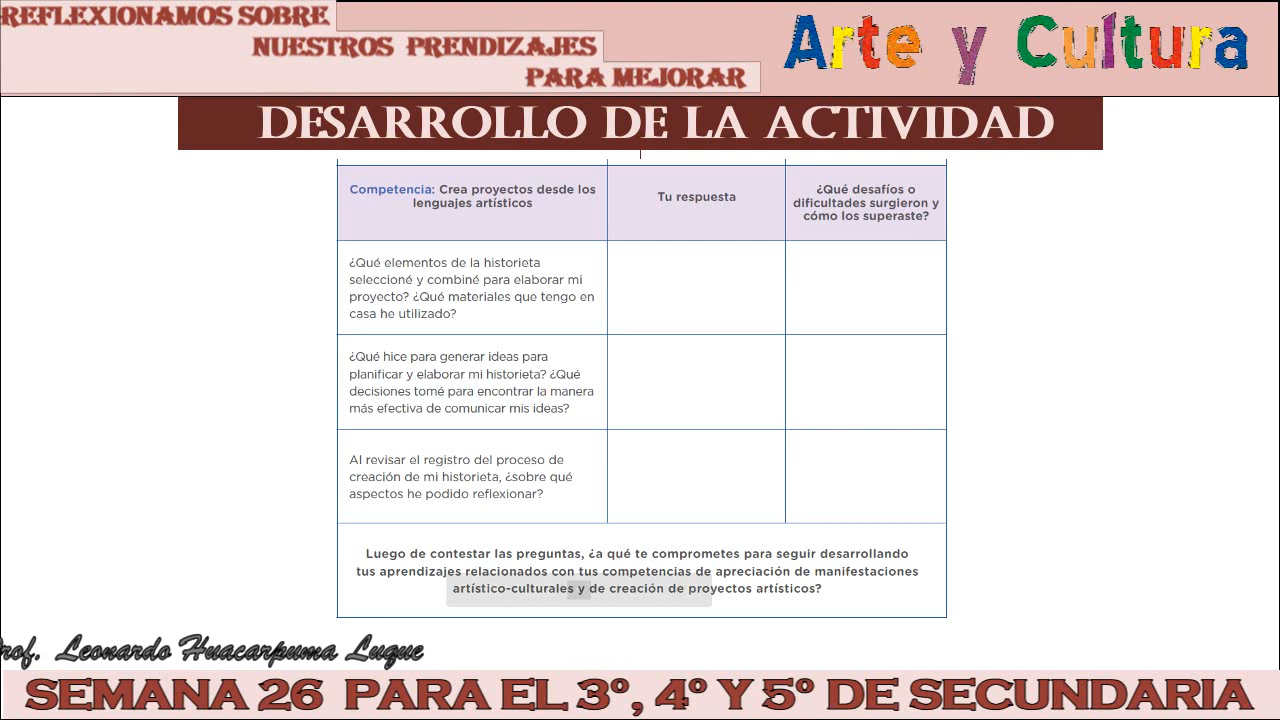 REFLEXIONAMOS SOBRE
NUESTROS PRENDIZAJES
PARA MEJORAR
Arte y Cultura
DESARROLLO DE LA ACTIVIDAD
Competencia: Crea proyectos desde los
lenguajes artísticos
Tu respuesta
¿Qué desafíos o
dificultades surgieron y
cómo los superaste?
¿Qué elementos de la historieta
seleccioné y combiné para elaborar mi
proyecto? ¿Qué materiales que tengo en
casa he utilizado?
¿Qué hice para generar ideas para
planificar y elaborar mi historieta? ¿Qué
decisiones tomé para encontrar la manera
más efectiva de comunicar mis ideas?
Al revisar el registro del proceso de
creación de mi historieta, ¿sobre qué
aspectos he podido reflexionar?
Luego de contestar las preguntas, ¿a qué te comprometes para seguir desarrollando
tus aprendizajes relacionados con tus competencias de apreciación de manifestaciones
artístico-culturales y de creación de proyectos artísticos?
rof. Leonardo Huacarpuma Luque
SEMANA 26 PARA EL 3º, 4º Y 5º DE SECUNDARIA